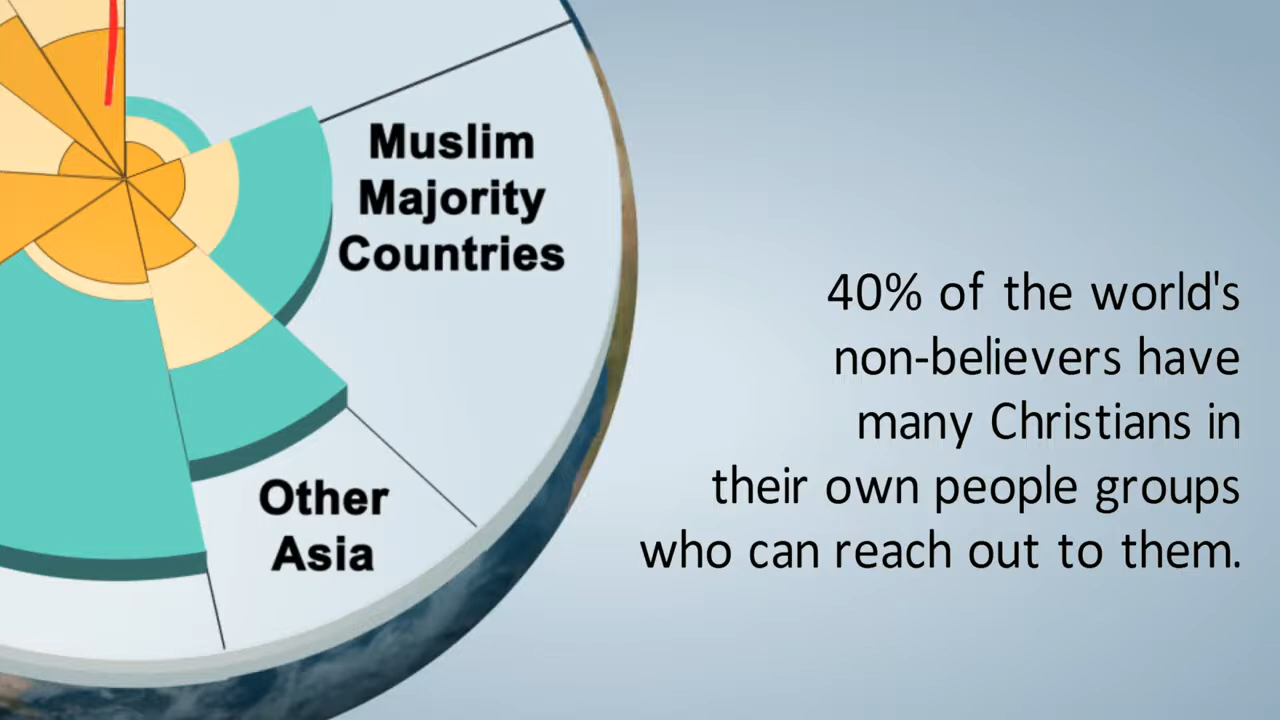 Muslim
Majority
Countries
Other
Asia
40% of the world's
non-believers have
many Christians in
their own people groups
who can reach out to them.